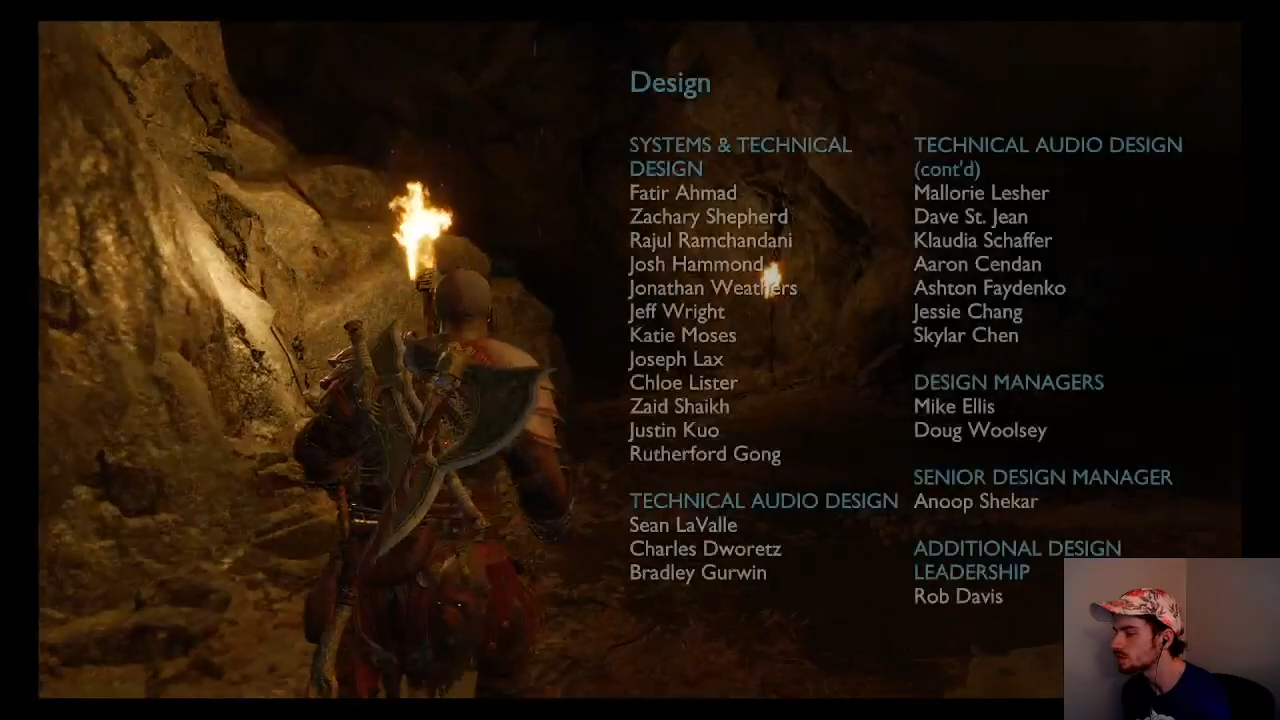 Design
SYSTEMS & TECHNICAL
DESIGN
Fatir Ahmad
Zachary Shepherd
Rajul Ramchandani
Josh Hammond
Jonathan Weathers
Jeff Wright
Katie Moses
Joseph Lax
Chloe Lister
Zaid Shaikh
Justin Kuo
Rutherford Gong
TECHNICAL AUDIO DESIGN
Sean LaValle
Charles Dworetz
Bradley Gurwin
TECHNICAL AUDIO DESIGN
(cont'd)
Mallorie Lesher
Dave St. Jean
Klaudia Schaffer
Aaron Cendan
Ashton Faydenko
Jessie Chang
Skylar Chen
DESIGN MANAGERS
Mike Ellis
Doug Woolsey
SENIOR DESIGN MANAGER
Anoop Shekar
ADDITIONAL DESIGN
LEADERSHIP
Rob Davis